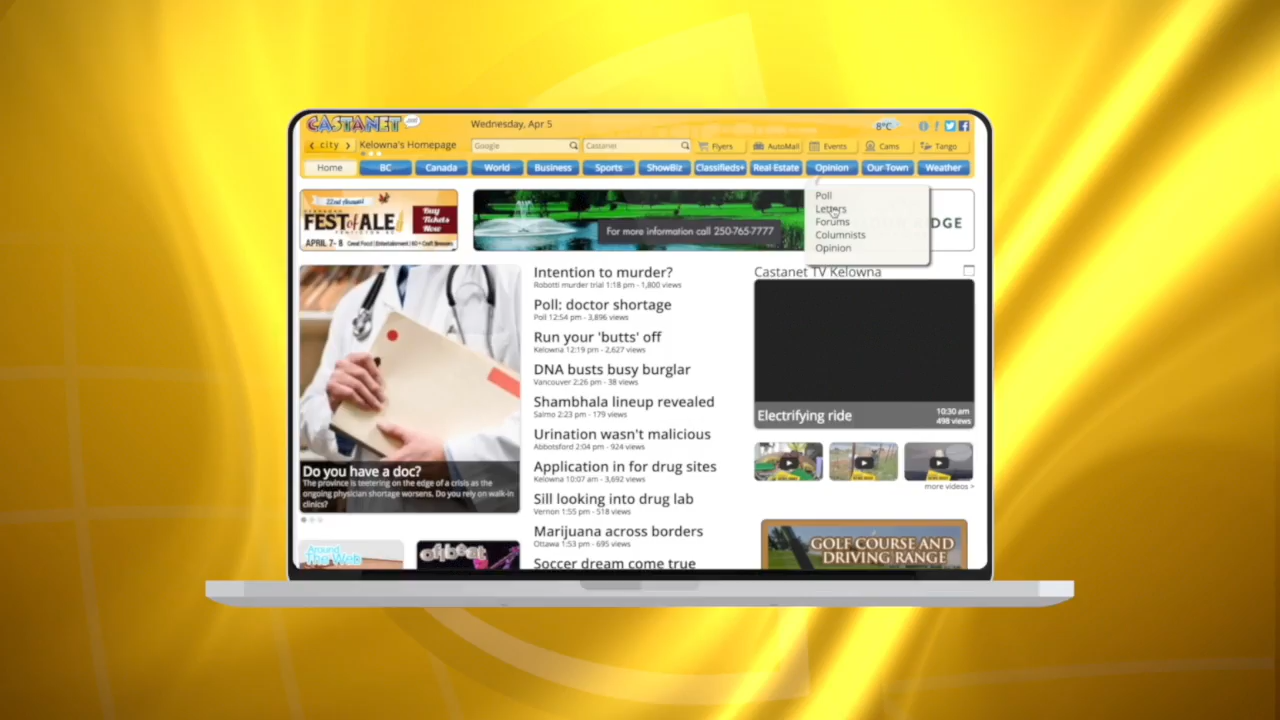 CASTANET .net
Wednesday, Apr 5
8°C
city
Kelowna's Homepage
Google
Castanet
Flyers
AutoMall
Events
Cams
Tango
Home
BC
Canada
World
Business
Sports
ShowBiz
Classifieds+
Real Estate
Opinion
Our Town
Weather
22nd Annual
FEST of ALE
Buy
Tickets
Now
APRIL 7- 8
For more information call 250-765-7777
DGE
Poll
Letters
Forums
Columnists
Opinion
Do you have a doc?
The province is teetering on the edge of a crisis as the
ongoing physician shortage worsens. Do you rely on walk-in
clinics?
Around
The Web
offbeat
Intention to murder?
Robotti murder trial 1:18 pm - 1,800 views
Poll: doctor shortage
Poll 12:54 pm - 3,896 views
Run your 'butts' off
Kelowna 12:19 pm - 2,627 views
DNA busts busy burglar
Vancouver 2:26 pm - 38 views
Shambhala lineup revealed
Salmo 2:23 pm - 179 views
Urination wasn't malicious
Abbotsford 2:04 pm - 924 views
Application in for drug sites
Kelowna 10:07 am - 3,692 views
Sill looking into drug lab
Vernon 1:55 pm - 518 views
Marijuana across borders
Ottawa 1:53 pm - 695 views
Soccer dream come true
Castanet TV Kelowna
Electrifying ride
10:30 am
498 views
more videos >
GOLF COURSE AND
DRIVING RANGE